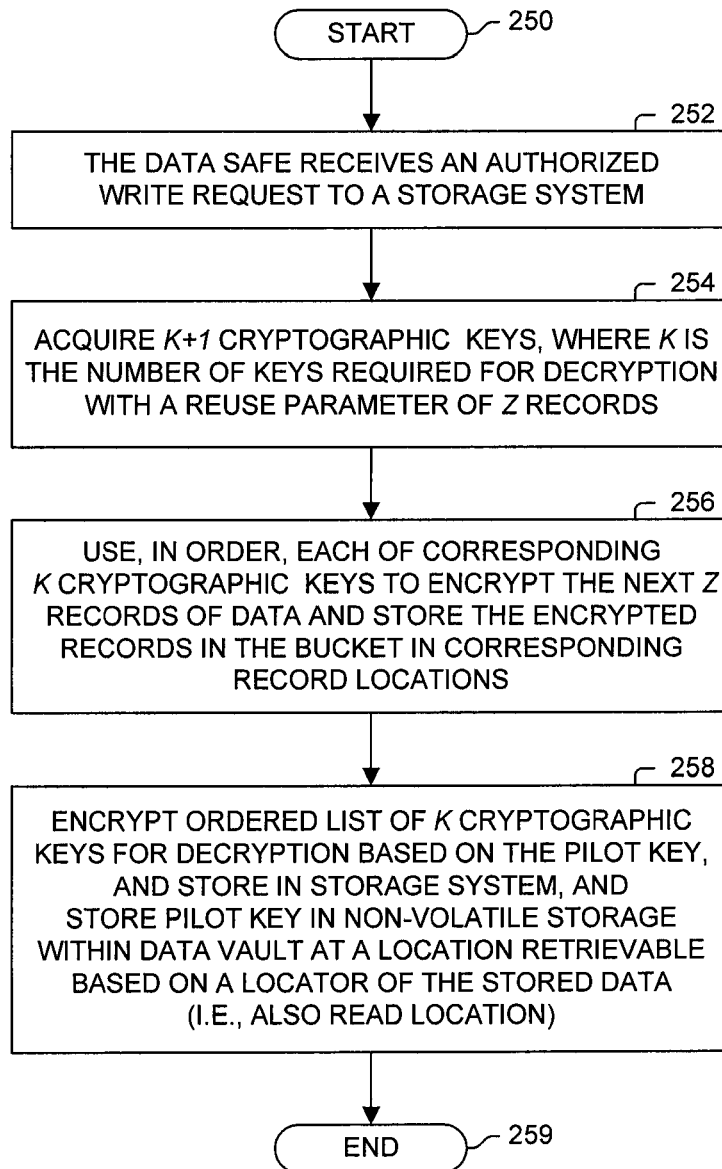 START
250
252
THE DATA SAFE RECEIVES AN AUTHORIZED
WRITE REQUEST TO A STORAGE SYSTEM
254
ACQUIRE K+1 CRYPTOGRAPHIC KEYS, WHERE K IS
THE NUMBER OF KEYS REQUIRED FOR DECRYPTION
WITH A REUSE PARAMETER OF Z RECORDS
256
USE, IN ORDER, EACH OF CORRESPONDING
K CRYPTOGRAPHIC KEYS TO ENCRYPT THE NEXT Z
RECORDS OF DATA AND STORE THE ENCRYPTED
RECORDS IN THE BUCKET IN CORRESPONDING
RECORD LOCATIONS
258
ENCRYPT ORDERED LIST OF K CRYPTOGRAPHIC
KEYS FOR DECRYPTION BASED ON THE PILOT KEY,
AND STORE IN STORAGE SYSTEM, AND
STORE PILOT KEY IN NON-VOLATILE STORAGE
WITHIN DATA VAULT AT A LOCATION RETRIEVABLE
BASED ON A LOCATOR OF THE STORED DATA
(I.E., ALSO READ LOCATION)
END
259